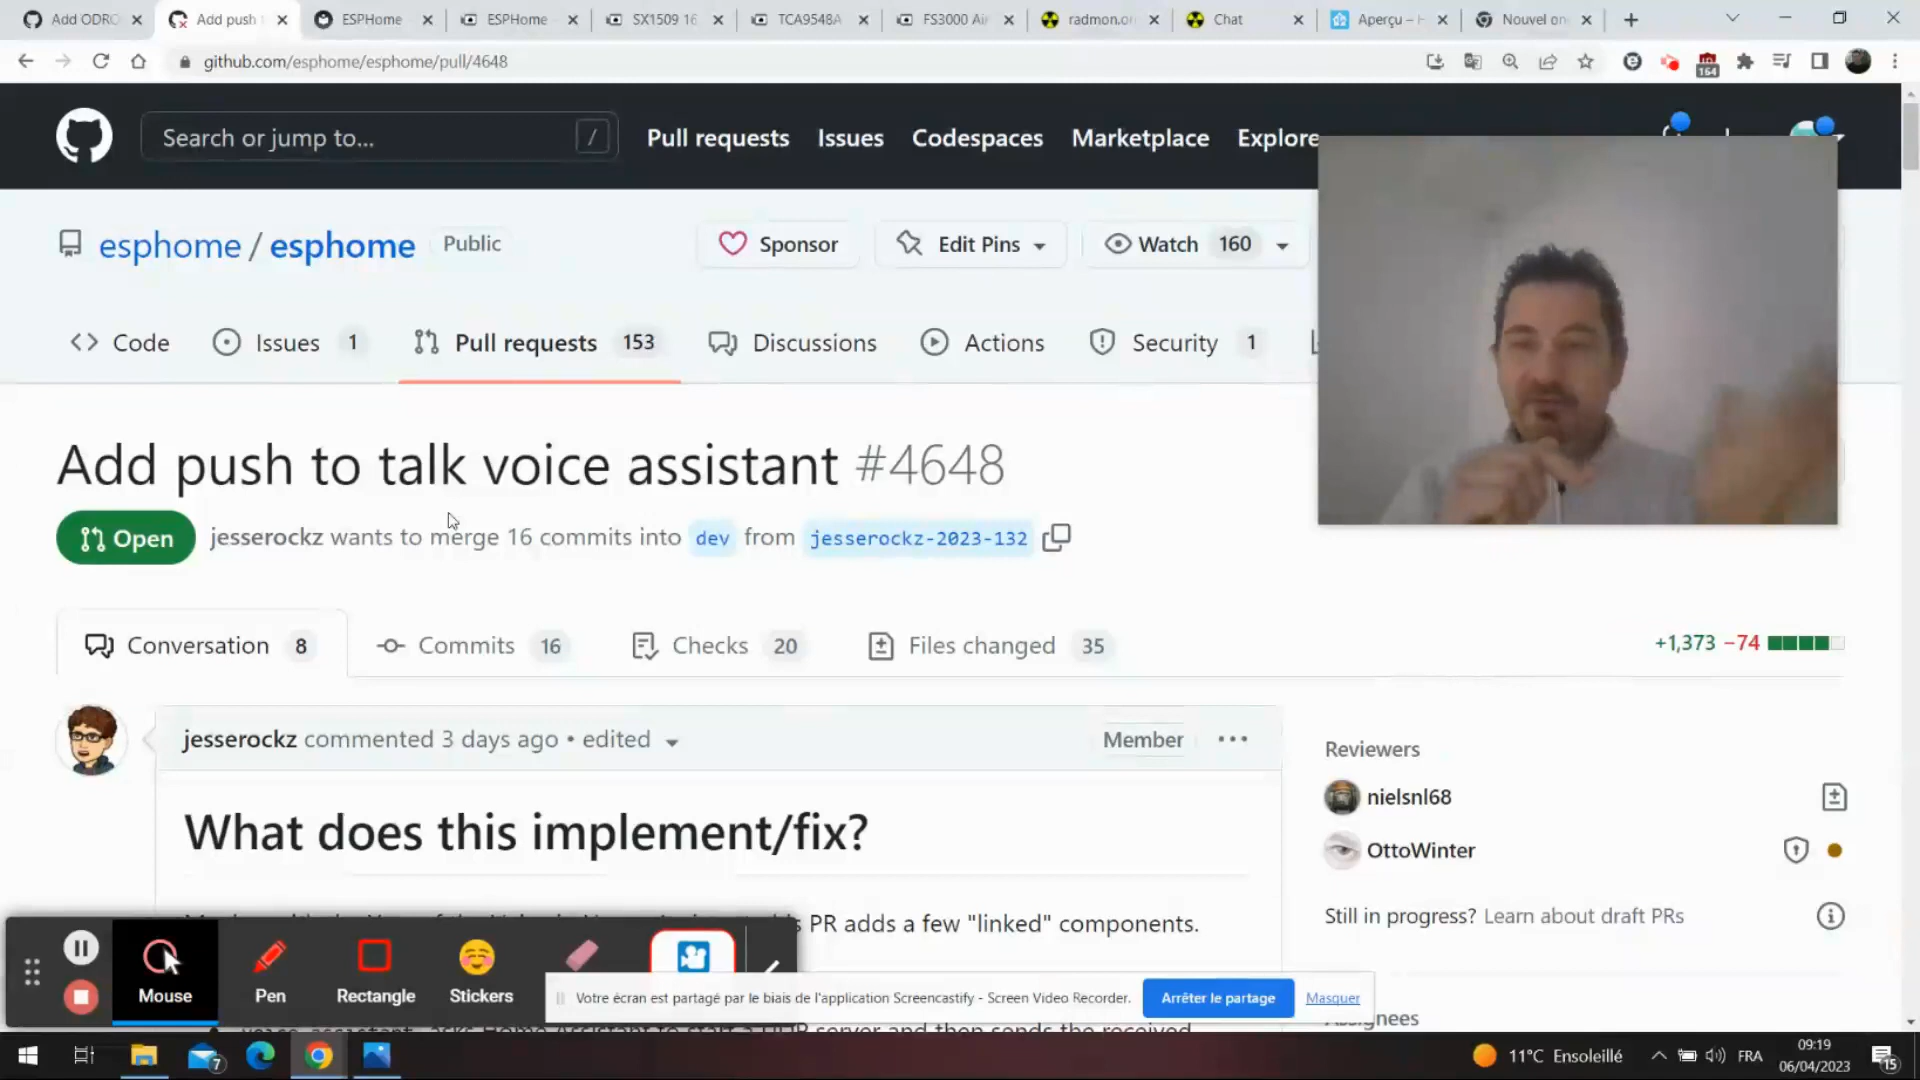 Add ODRO
Add push
ESPHome
ESPHome
SX1509 16
TCA9548A
FS3000 Air
radmon.or
Chat
Aperçu –
Nouvel on
github.com/esphome/esphome/pull/4648
164
Search or jump to...
/
Pull requests
Issues
Codespaces
Marketplace
Explore
esphome / esphome
Public
Sponsor
Edit Pins
Watch 160
Code
Issues 1
Pull requests 153
Discussions
Actions
Security 1
Add push to talk voice assistant #4648
Open
jesserockz wants to merge 16 commits into dev from jesserockz-2023-132
Conversation 8
Commits 16
Checks 20
Files changed 35
+1,373 −74
jesserockz commented 3 days ago • edited
Member
What does this implement/fix?
PR adds a few "linked" components.
Reviewers
nielsnl68
OttoWinter
Still in progress? Learn about draft PRs
Assignees
Mouse
Pen
Rectangle
Stickers
Votre écran est partagé par le biais de l'application Screencastify - Screen Video Recorder.
Arrêter le partage
Masquer
7
11°C Ensoleillé
FRA
09:19
06/04/2023
15